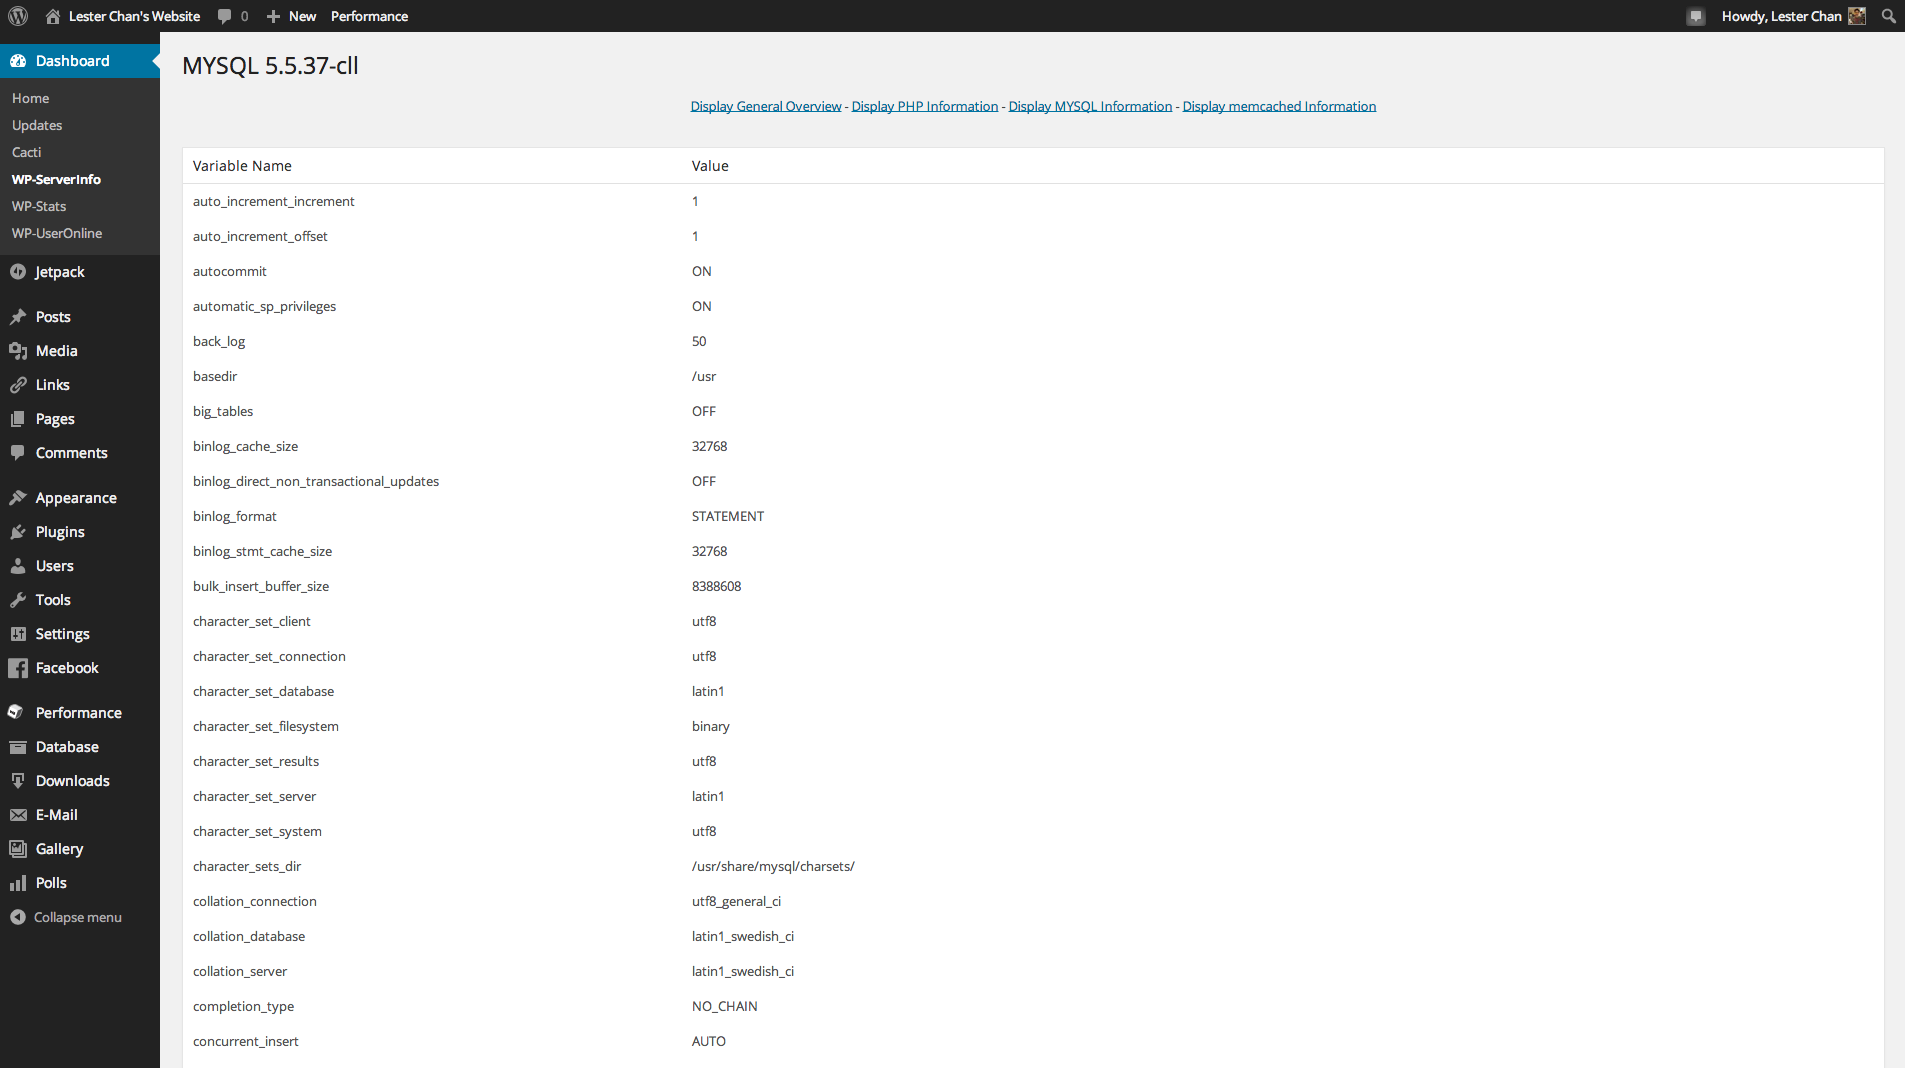 Lester Chan's Website 0 New Performance Howdy, Lester Chan
Dashboard
Home
Updates
Cacti
WP-ServerInfo
WP-Stats
WP-UserOnline
Jetpack
Posts
Media
Links
Pages
Comments
Appearance
Plugins
Users
Tools
Settings
Facebook
Performance
Database
Downloads
E-Mail
Gallery
Polls
Collapse menu
MYSQL 5.5.37-cll
Display General Overview - Display PHP Information - Display MYSQL Information - Display memcached Information
Variable Name Value
auto_increment_increment 1
auto_increment_offset 1
autocommit ON
automatic_sp_privileges ON
back_log 50
basedir /usr
big_tables OFF
binlog_cache_size 32768
binlog_direct_non_transactional_updates OFF
binlog_format STATEMENT
binlog_stmt_cache_size 32768
bulk_insert_buffer_size 8388608
character_set_client utf8
character_set_connection utf8
character_set_database latin1
character_set_filesystem binary
character_set_results utf8
character_set_server latin1
character_set_system utf8
character_sets_dir /usr/share/mysql/charsets/
collation_connection utf8_general_ci
collation_database latin1_swedish_ci
collation_server latin1_swedish_ci
completion_type NO_CHAIN
concurrent_insert AUTO